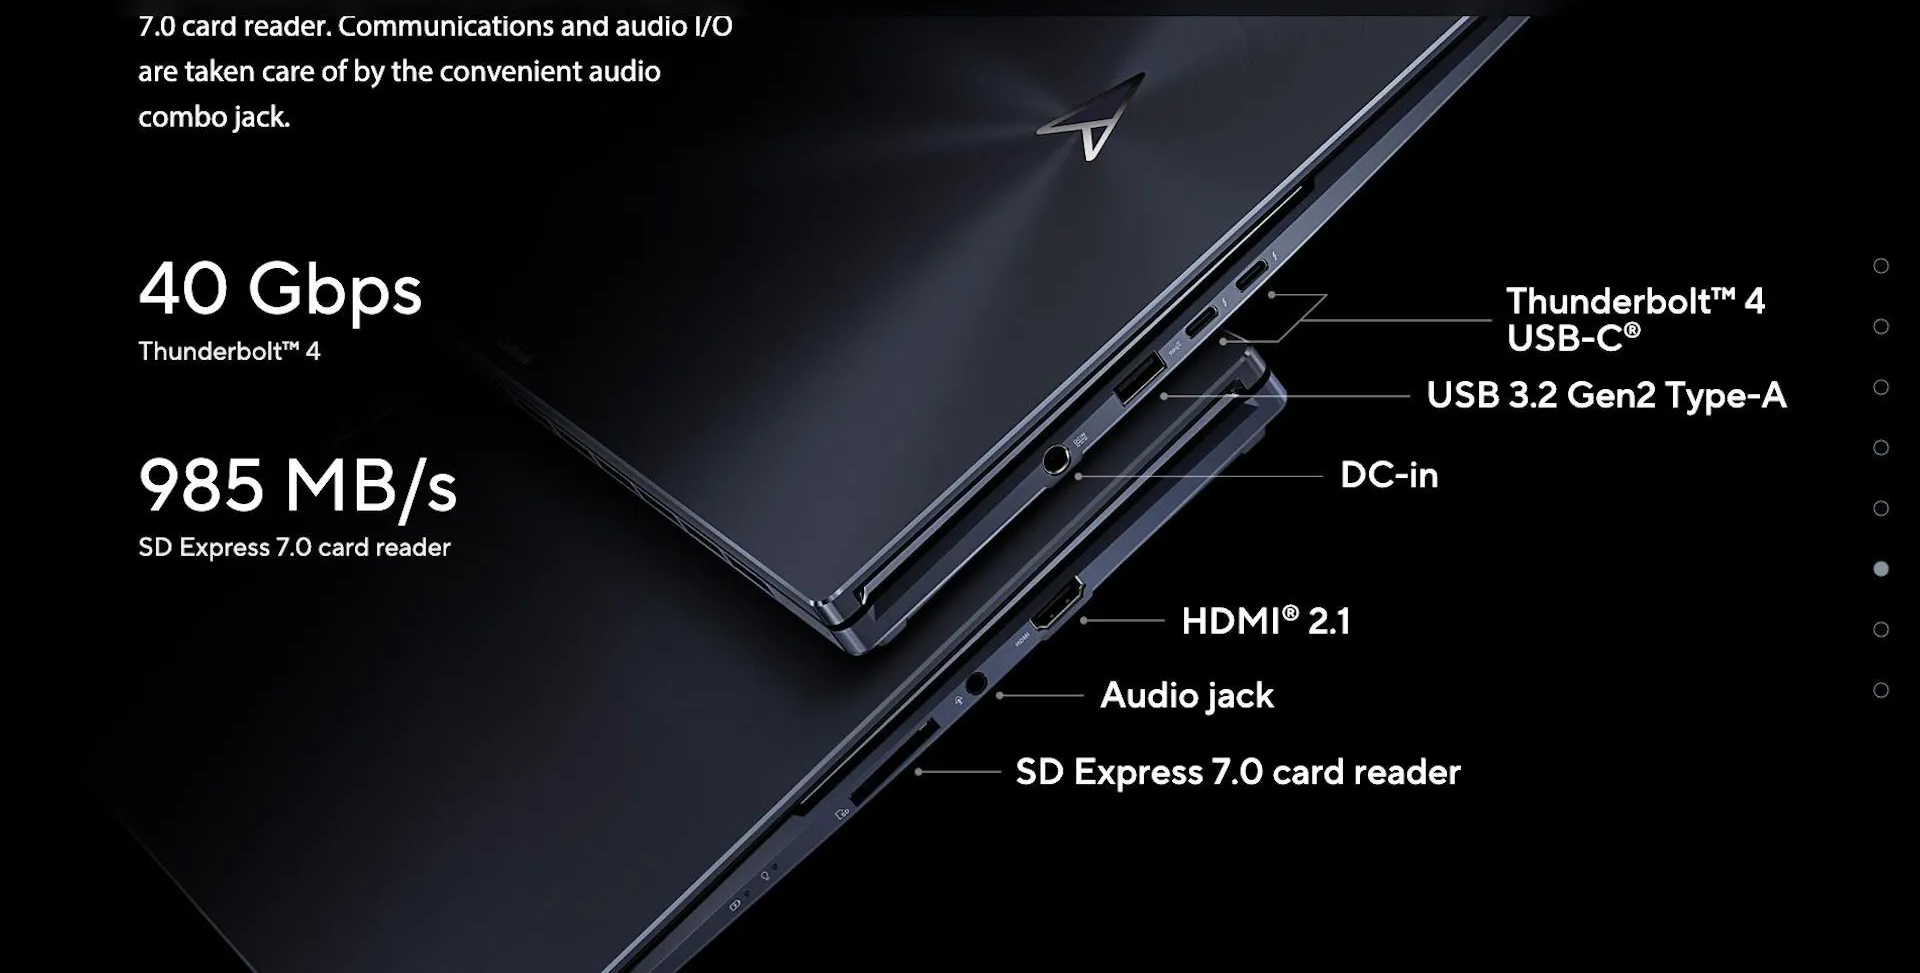 7.0 card reader. Communications and audio I/O
are taken care of by the convenient audio
combo jack.
40 Gbps
Thunderbolt™ 4
985 MB/s
SD Express 7.0 card reader
Thunderbolt™ 4
USB-C®
USB 3.2 Gen2 Type-A
DC-in
HDMI® 2.1
Audio jack
SD Express 7.0 card reader
HDMI